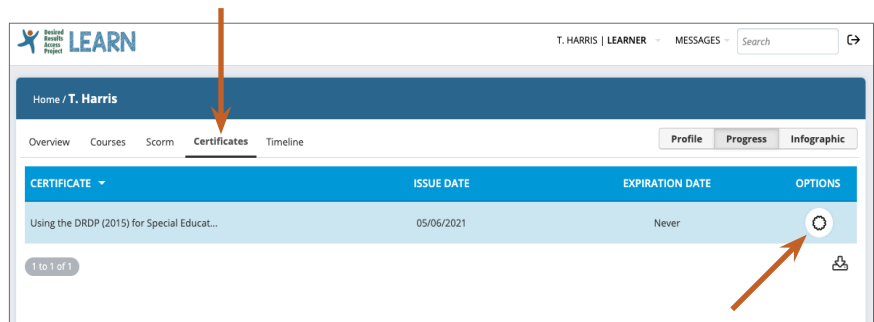 Desired
Results
Access
Project
LEARN
T. HARRIS | LEARNER MESSAGES Search
Home / T. Harris
Overview Courses Scorm Certificates Timeline Profile Progress Infographic
CERTIFICATE ISSUE DATE EXPIRATION DATE OPTIONS
Using the DRDP (2015) for Special Educat... 05/06/2021 Never
1 to 1 of 1